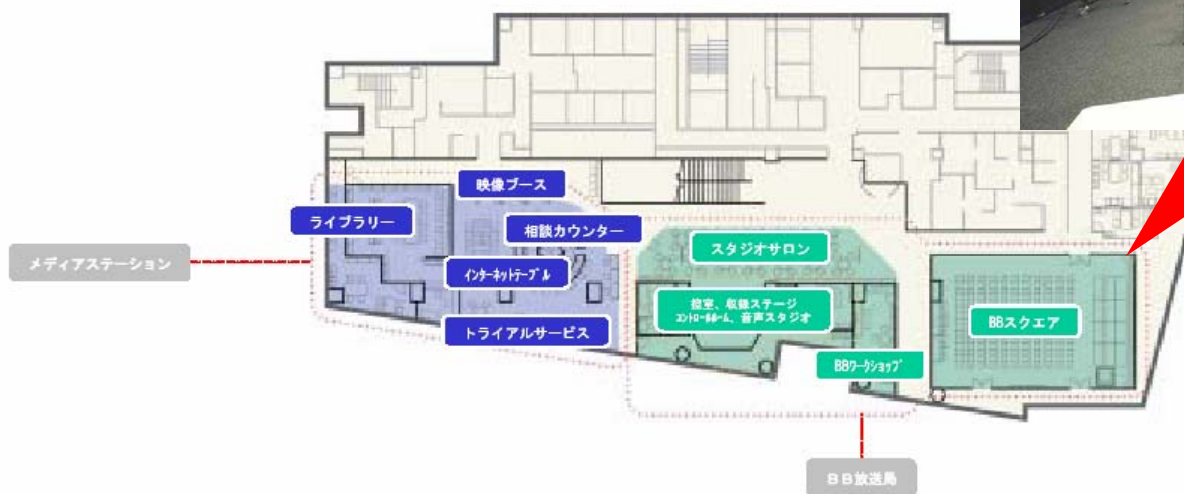 映像ブース
ライブラリー
相談カウンター
スタジオサロン
メディアステーション
インターネットテーブル
控室、収録ステージ
コントロールルーム、音声スタジオ
BBスクエア
トライアルサービス
BBワークショップ
BB放送局